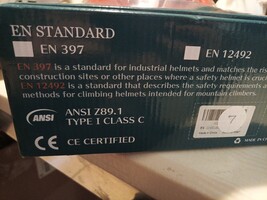 EN STANDARD
EN 397
EN 12492
EN 397 is a standard for industrial helmets and matches the
construction sites or other places where a safety helmet is
EN 12492 is a standard that describes the safety requirements
methods for climbing helmets intended for mountain climbers.
ANSI
ANSI Z89.1
TYPE I CLASS C
7
CE CERTIFIED